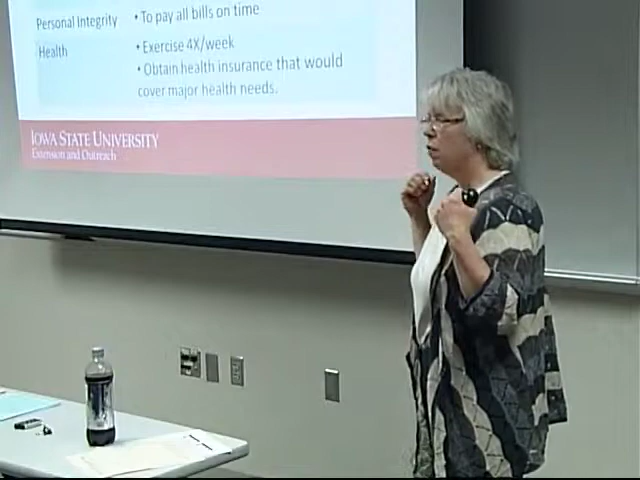 Personal Integrity • To pay all bills on time
Health • Exercise 4X/week
• Obtain health insurance that would
cover major health needs.
IOWA STATE UNIVERSITY
Extension and Outreach